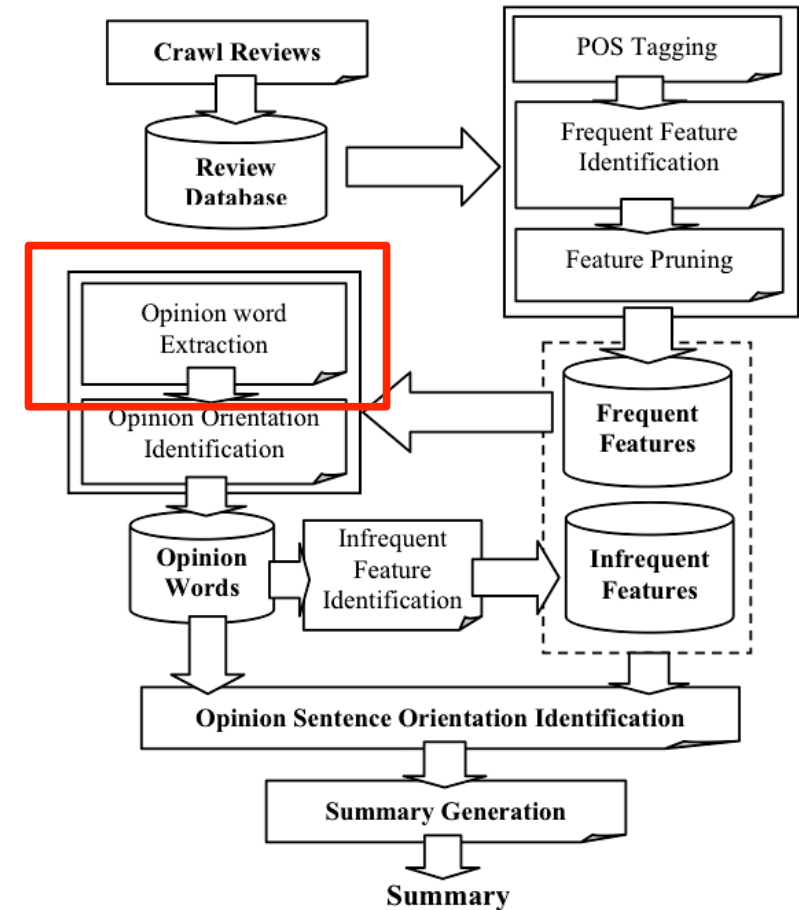 Crawl Reviews
Review
Database
POS Tagging
Frequent Feature
Identification
Feature Pruning
Opinion word
Extraction
Opinion Orientation
Identification
Frequent
Features
Opinion
Words
Infrequent
Feature
Identification
Infrequent
Features
Opinion Sentence Orientation Identification
Summary Generation
Summary